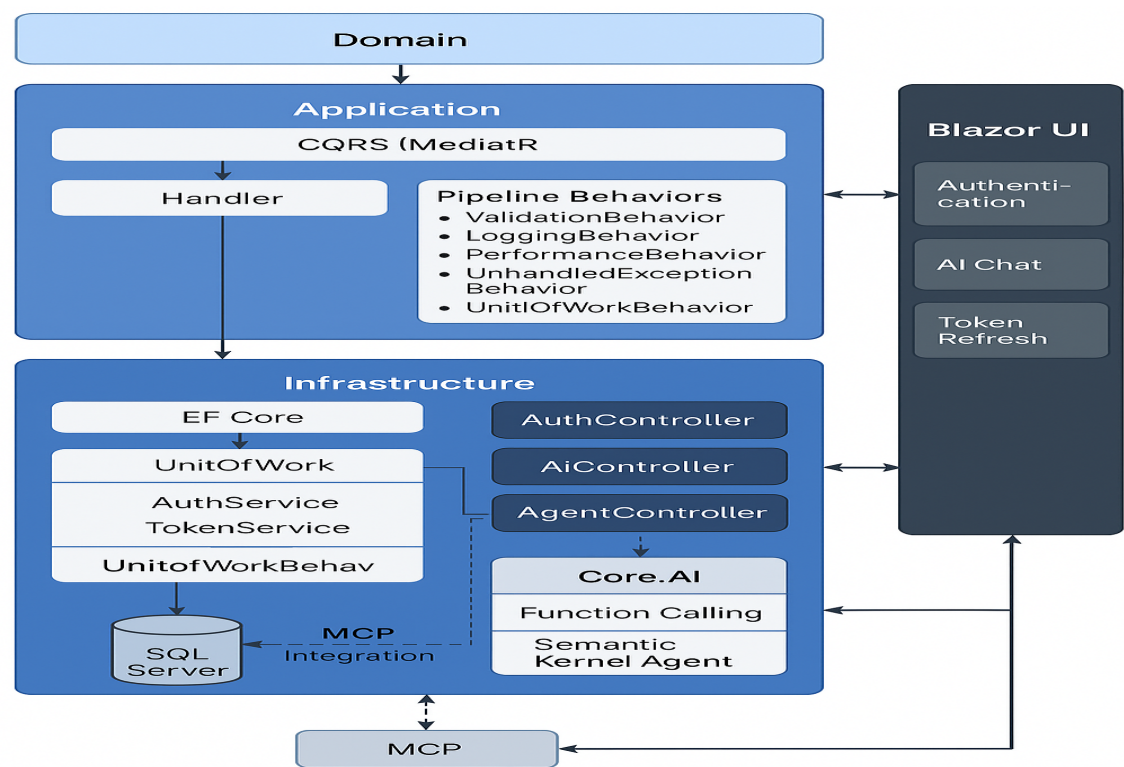 Domain
Application
CQRS (MediatR
Handler
Pipeline Behaviors
• ValidationBehavior
• LoggingBehavior
• PerformanceBehavior
• UnhandledException
Behavior
• UnitIOfWorkBehavior
Blazor UI
Authenti-
cation
AI Chat
Token
Refresh
Infrastructure
EF Core
UnitOfWork
AuthService
TokenService
UnitofWorkBehav
SQL
Server
MCP
Integration
AuthController
AiController
AgentController
Core.AI
Function Calling
Semantic
Kernel Agent
MCP